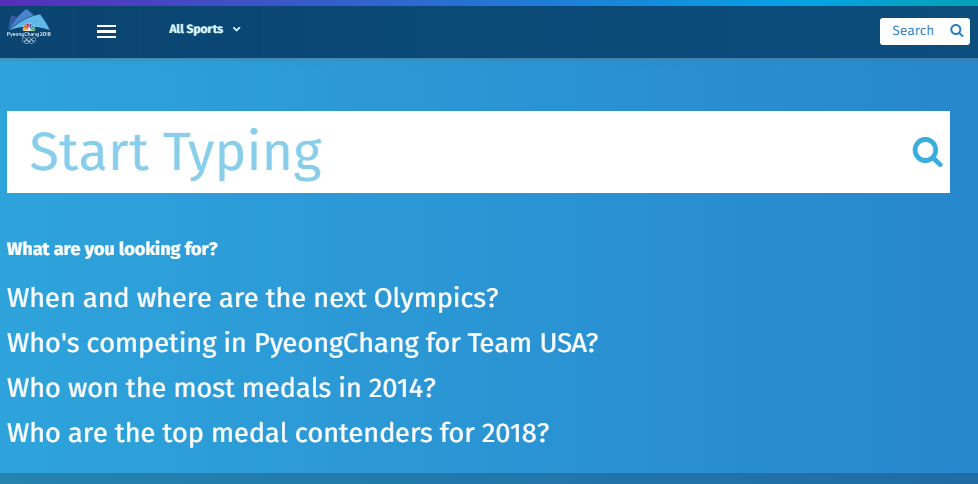 PyeongChang 2018
All Sports
Search
Start Typing
What are you looking for?
When and where are the next Olympics?
Who's competing in PyeongChang for Team USA?
Who won the most medals in 2014?
Who are the top medal contenders for 2018?